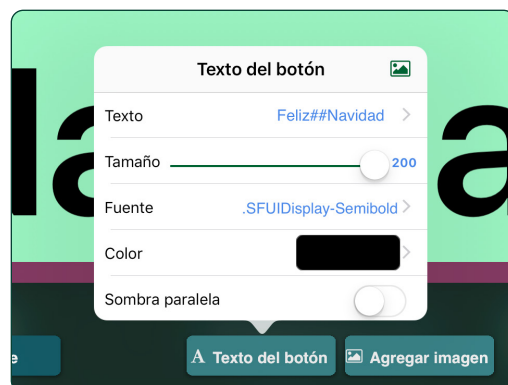 Texto del botón
Texto Feliz##Navidad
Tamaño 200
Fuente .SFUIDisplay-Semibold
Color
Sombra paralela
A Texto del botón
Agregar imagen